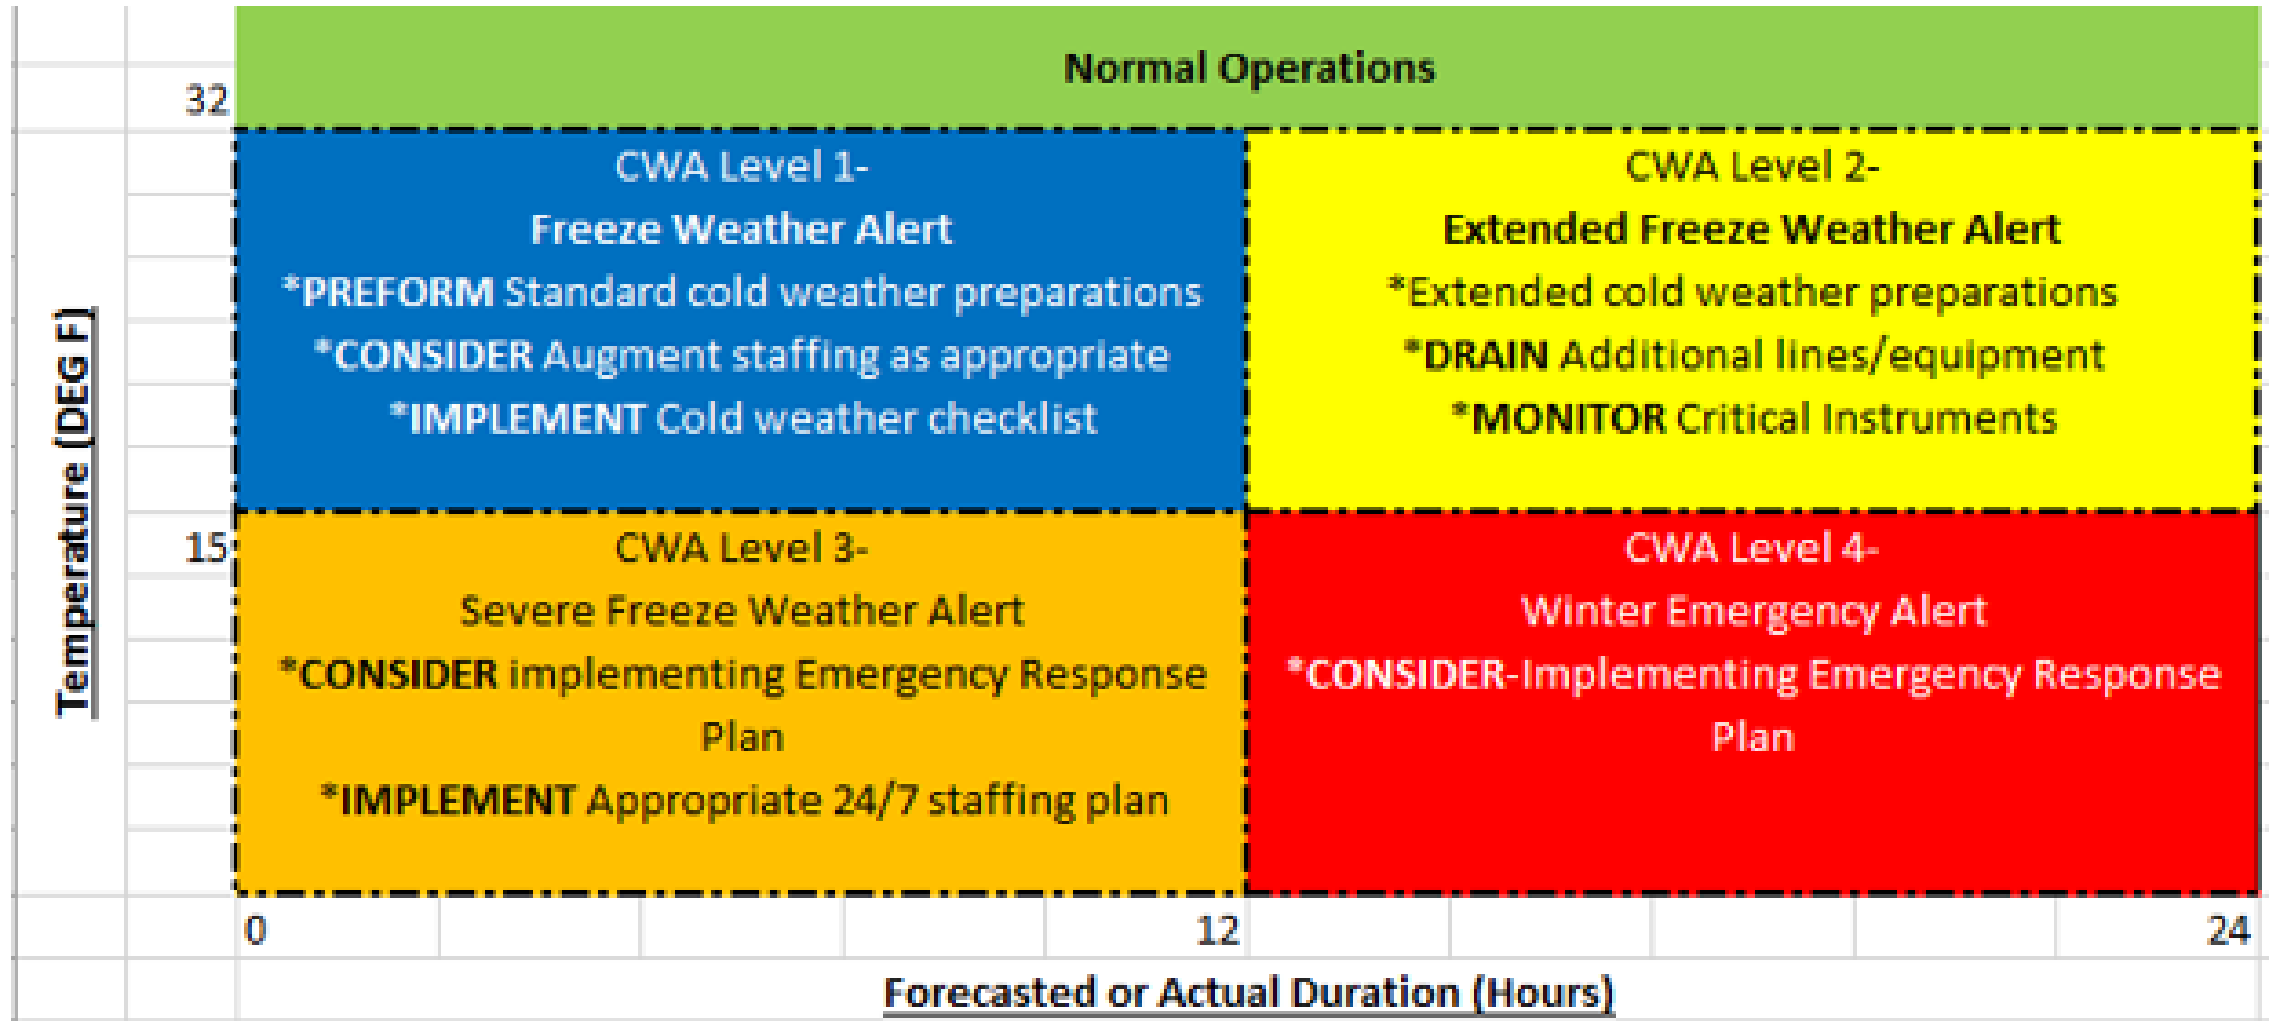 Normal Operations
32
CWA Level 1-
Freeze Weather Alert
*PREFORM Standard cold weather preparations
*CONSIDER Augment staffing as appropriate
*IMPLEMENT Cold weather checklist
CWA Level 2-
Extended Freeze Weather Alert
*Extended cold weather preparations
*DRAIN Additional lines/equipment
*MONITOR Critical Instruments
Temperature (DEG F)
15
CWA Level 3-
Severe Freeze Weather Alert
*CONSIDER implementing Emergency Response
Plan
*IMPLEMENT Appropriate 24/7 staffing plan
CWA Level 4-
Winter Emergency Alert
*CONSIDER-Implementing Emergency Response
Plan
0
12
24
Forecasted or Actual Duration (Hours)